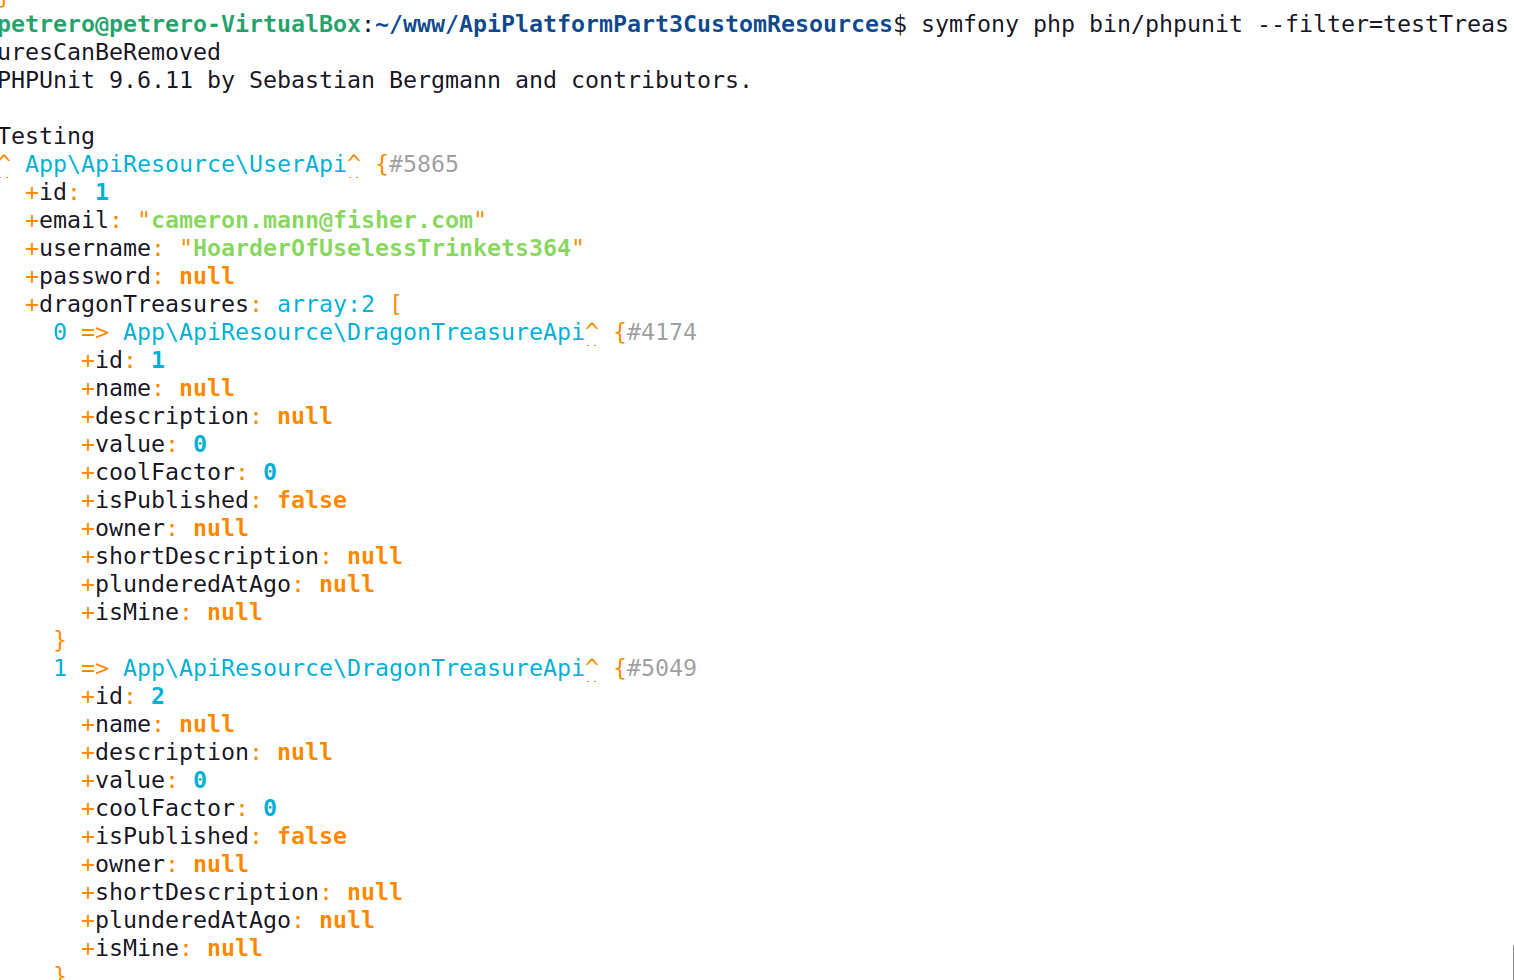 }
petrero@petrero-VirtualBox:~/www/ApiPlatformPart3CustomResources$ symfony php bin/phpunit --filter=testTreas
uresCanBeRemoved
PHPUnit 9.6.11 by Sebastian Bergmann and contributors.

Testing
^ App\ApiResource\UserApi^ {#5865
  +id: 1
  +email: "cameron.mann@fisher.com"
  +username: "HoarderOfUselessTrinkets364"
  +password: null
  +dragonTreasures: array:2 [
    0 => App\ApiResource\DragonTreasureApi^ {#4174
      +id: 1
      +name: null
      +description: null
      +value: 0
      +coolFactor: 0
      +isPublished: false
      +owner: null
      +shortDescription: null
      +plunderedAtAgo: null
      +isMine: null
    }
    1 => App\ApiResource\DragonTreasureApi^ {#5049
      +id: 2
      +name: null
      +description: null
      +value: 0
      +coolFactor: 0
      +isPublished: false
      +owner: null
      +shortDescription: null
      +plunderedAtAgo: null
      +isMine: null
    }